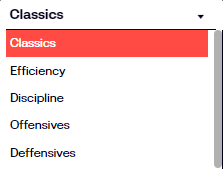 Classics
Classics
Efficiency
Discipline
Offensives
Deffensives